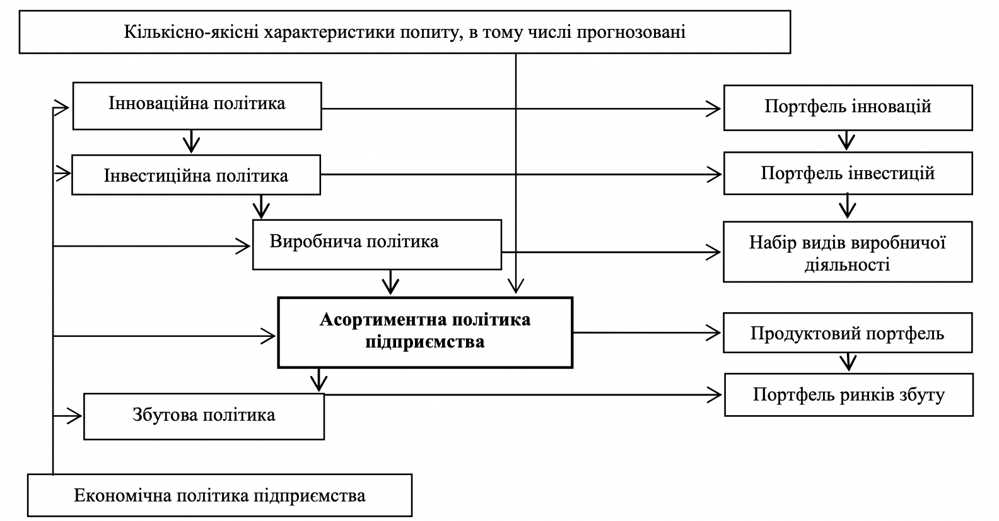 Кількісно-якісні характеристики попиту, в тому числі прогнозовані
Інноваційна політика
Портфель інновацій
Інвестиційна політика
Портфель інвестицій
Виробнича політика
Набір видів виробничої
діяльності
Асортиментна політика
підприємства
Продуктовий портфель
Збутова політика
Портфель ринків збуту
Економічна політика підприємства